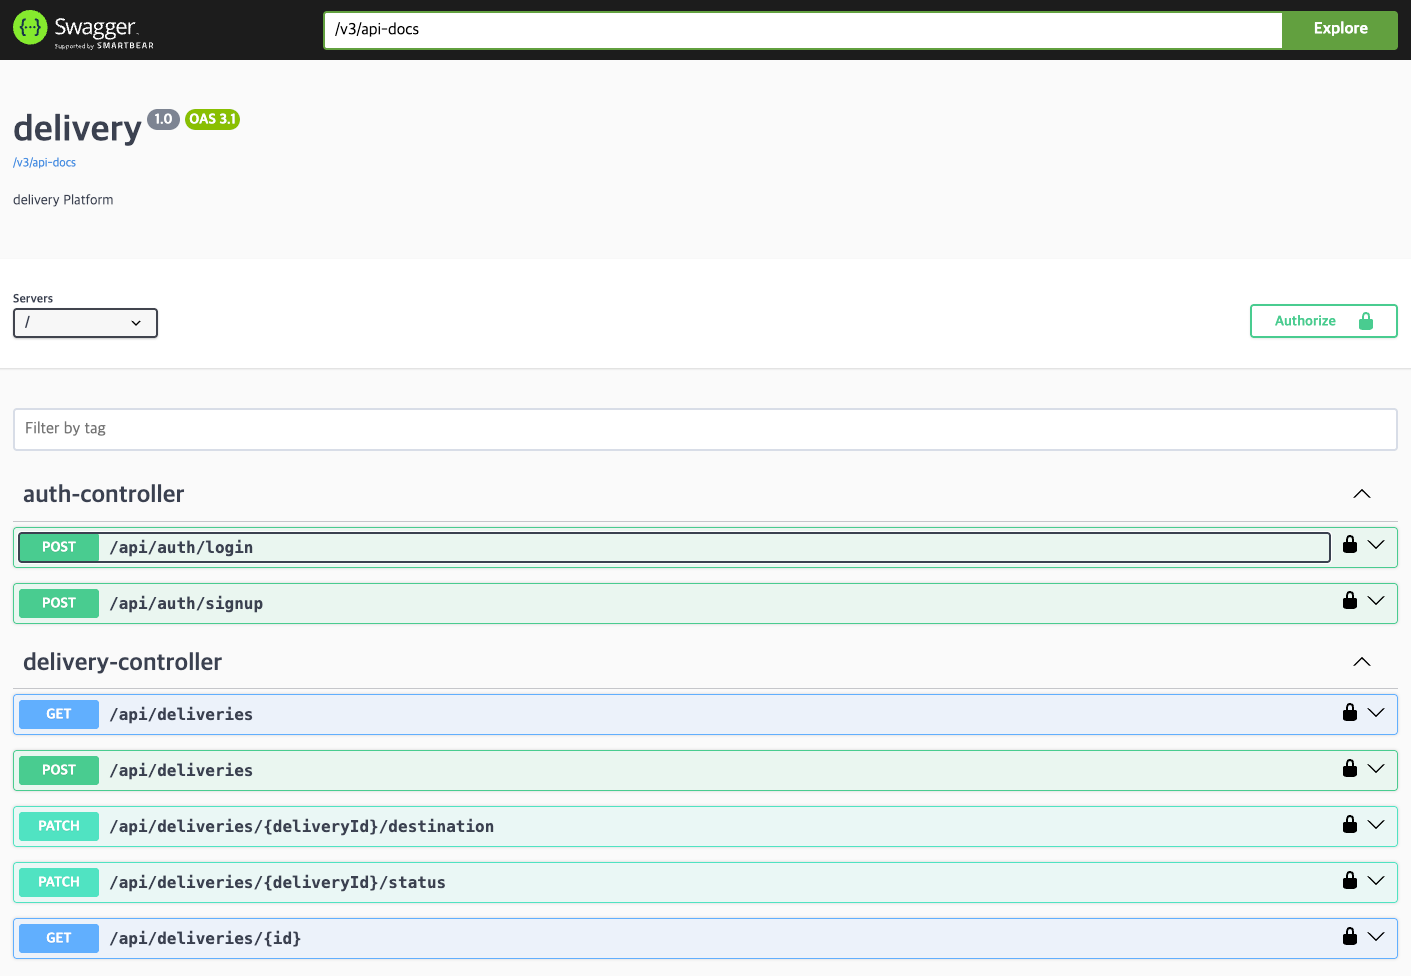 Swagger.
Supported by SMARTBEAR
/v3/api-docs
Explore
delivery 1.0 OAS 3.1
/v3/api-docs
delivery Platform
Servers
/
Authorize
Filter by tag
auth-controller
POST /api/auth/login
POST /api/auth/signup
delivery-controller
GET /api/deliveries
POST /api/deliveries
PATCH /api/deliveries/{deliveryId}/destination
PATCH /api/deliveries/{deliveryId}/status
GET /api/deliveries/{id}